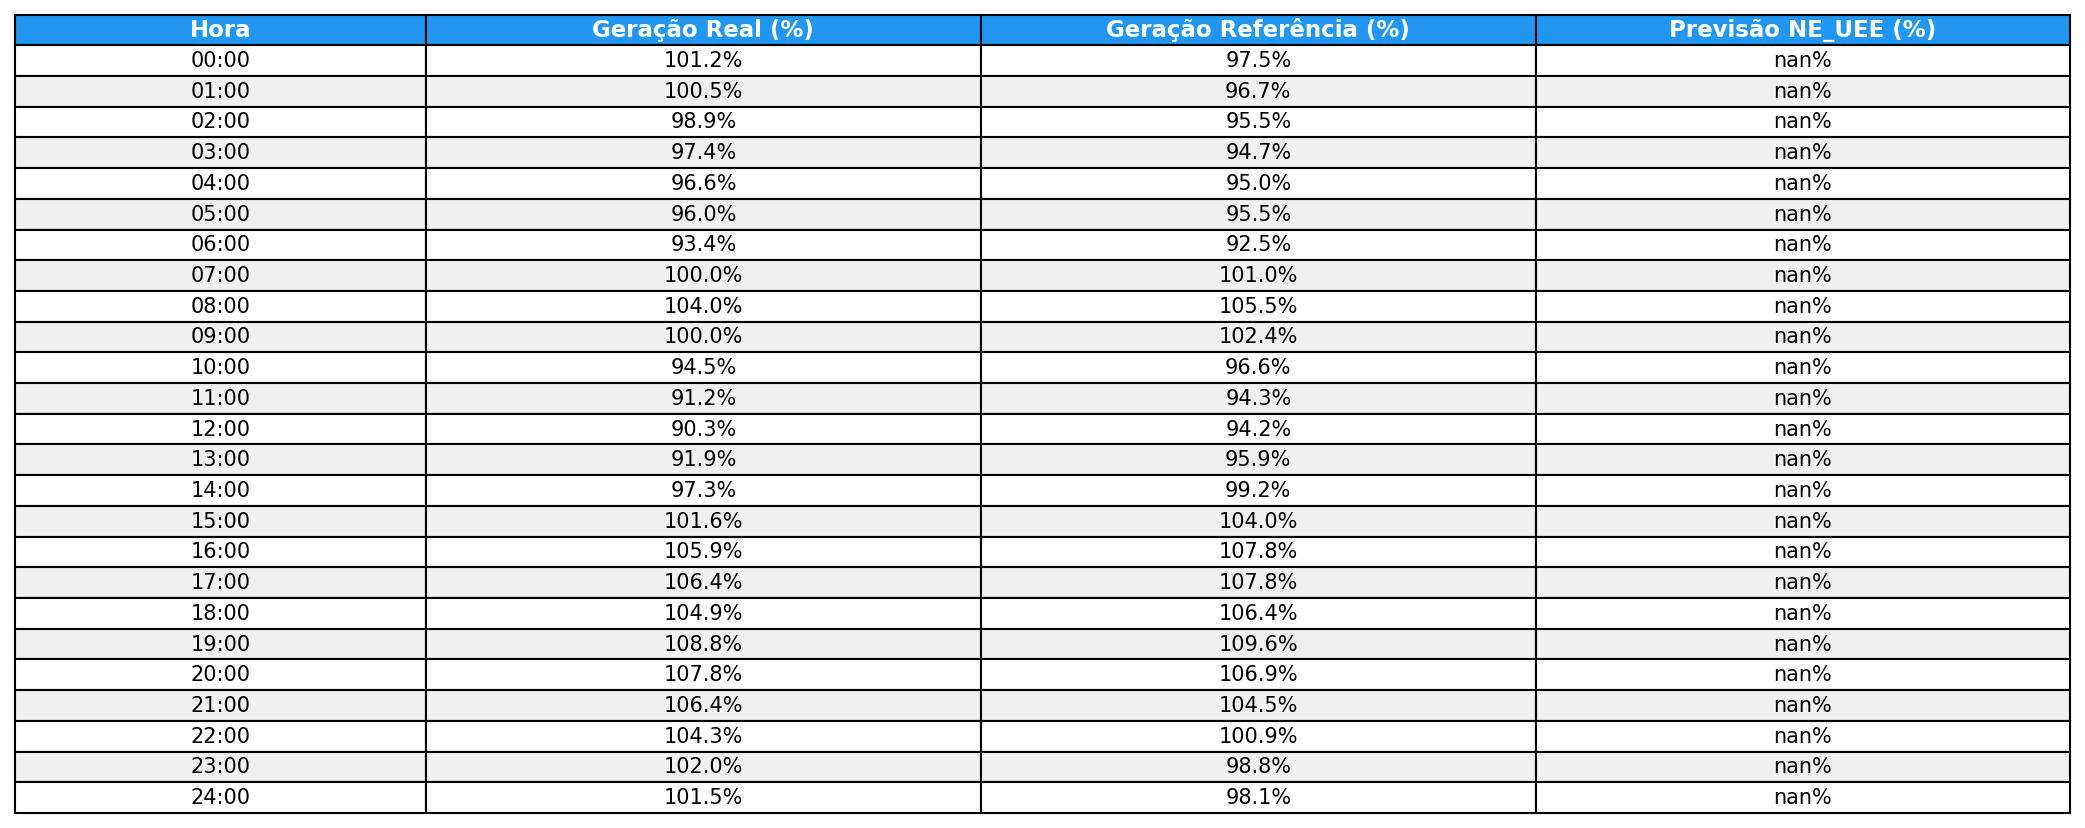 Hora Geração Real (%) Geração Referência (%) Previsão NE_UEE (%)
00:00 101.2% 97.5% nan%
01:00 100.5% 96.7% nan%
02:00 98.9% 95.5% nan%
03:00 97.4% 94.7% nan%
04:00 96.6% 95.0% nan%
05:00 96.0% 95.5% nan%
06:00 93.4% 92.5% nan%
07:00 100.0% 101.0% nan%
08:00 104.0% 105.5% nan%
09:00 100.0% 102.4% nan%
10:00 94.5% 96.6% nan%
11:00 91.2% 94.3% nan%
12:00 90.3% 94.2% nan%
13:00 91.9% 95.9% nan%
14:00 97.3% 99.2% nan%
15:00 101.6% 104.0% nan%
16:00 105.9% 107.8% nan%
17:00 106.4% 107.8% nan%
18:00 104.9% 106.4% nan%
19:00 108.8% 109.6% nan%
20:00 107.8% 106.9% nan%
21:00 106.4% 104.5% nan%
22:00 104.3% 100.9% nan%
23:00 102.0% 98.8% nan%
24:00 101.5% 98.1% nan%